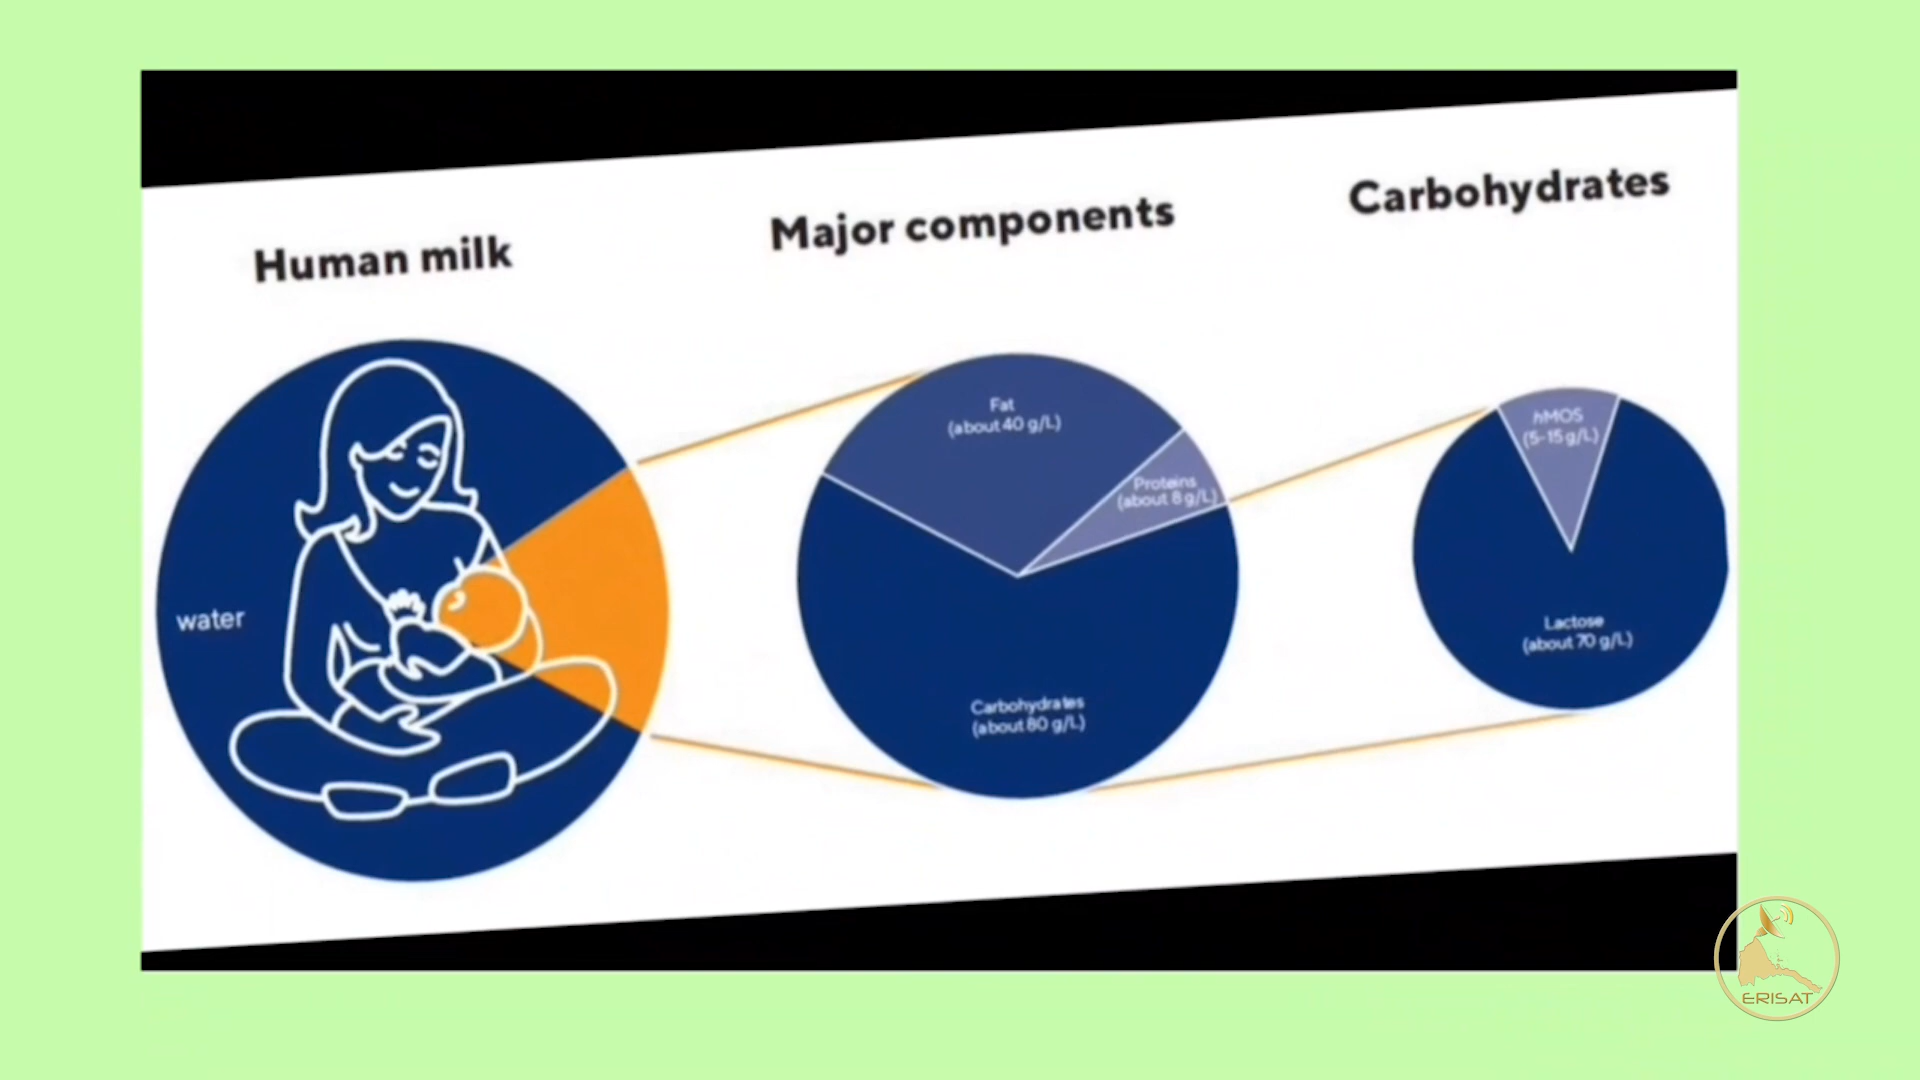 Human milk
Major components
Carbohydrates
water
Fat
(about 40 g/L)
Proteins
(about 8 g/L)
Carbohydrates
(about 80 g/L)
hMOS
(5-15 g/L)
Lactose
(about 70 g/L)
ERISAT